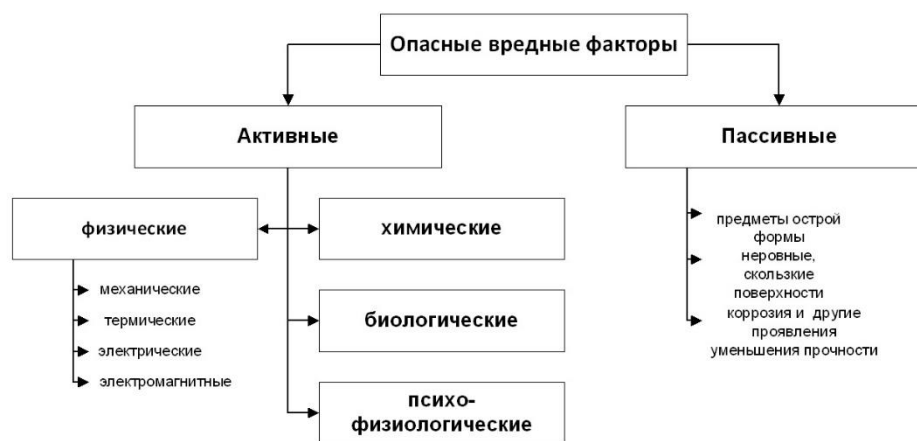 Опасные вредные факторы
Активные
Пассивные
физические
химические
механические
термические
электрические
электромагнитные
биологические
психо-
физиологические
предметы острой
формы
неровные,
скользкие
поверхности
коррозия и другие
проявления
уменьшения прочности